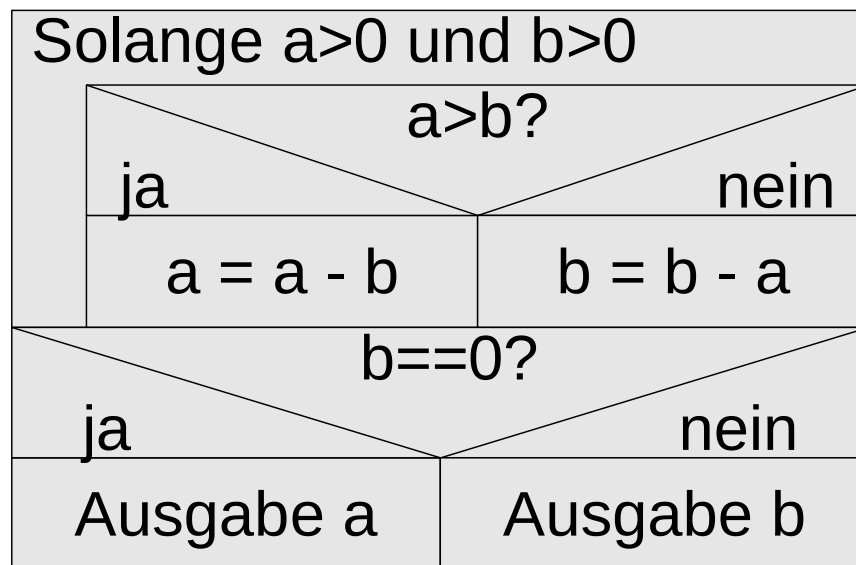 Solange a>0 und b>0
a>b?
ja nein
a = a - b b = b - a
b==0?
ja nein
Ausgabe a Ausgabe b